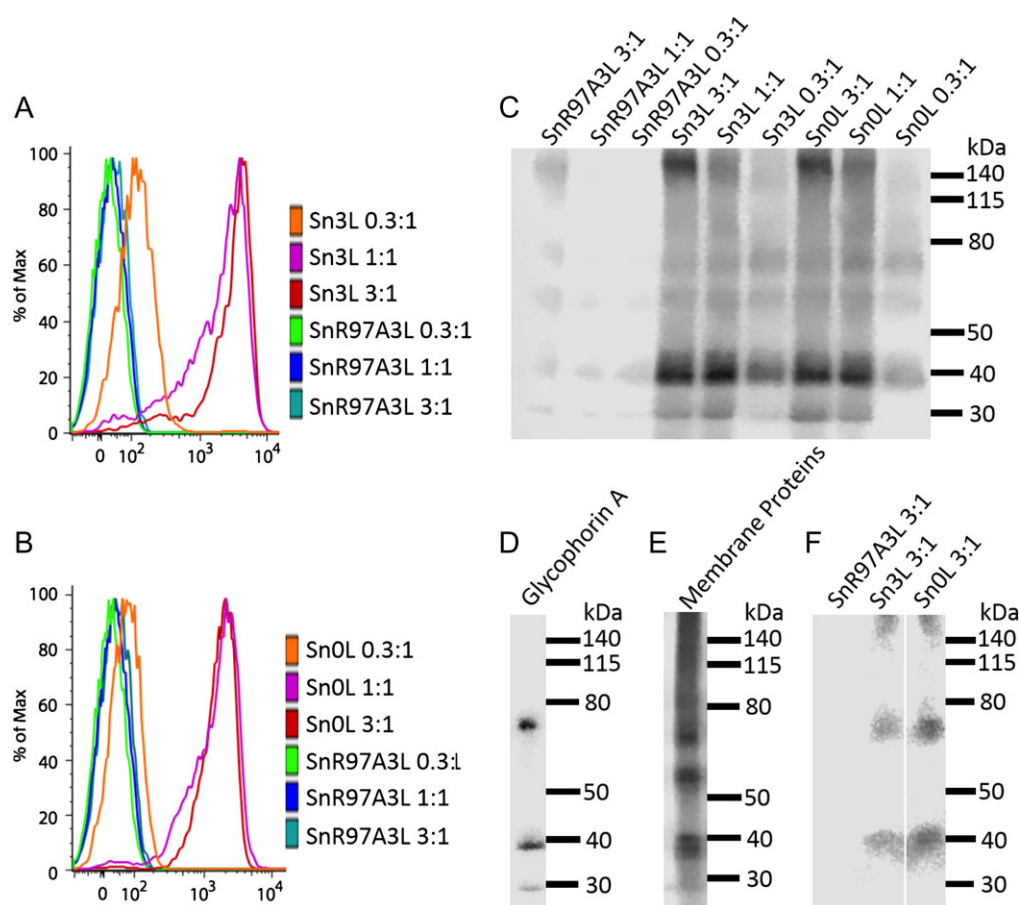 A
% of Max
100
80
60
40
20
0
0 10² 10³ 10⁴
Sn3L 0.3:1
Sn3L 1:1
Sn3L 3:1
SnR97A3L 0.3:1
SnR97A3L 1:1
SnR97A3L 3:1
B
% of Max
100
80
60
40
20
0
0 10² 10³ 10⁴
Sn0L 0.3:1
Sn0L 1:1
Sn0L 3:1
SnR97A3L 0.3:1
SnR97A3L 1:1
SnR97A3L 3:1
C
SnR97A3L 3:1
SnR97A3L 1:1
SnR97A3L 0.3:1
Sn3L 3:1
Sn3L 1:1
Sn3L 0.3:1
Sn0L 3:1
Sn0L 1:1
Sn0L 0.3:1
kDa
140
115
80
50
40
30
D
Glycophorin A
kDa
140
115
80
50
40
30
E
Membrane Proteins
kDa
140
115
80
50
40
30
F
SnR97A3L 3:1
Sn3L 3:1
Sn0L 3:1
kDa
140
115
80
50
40
30